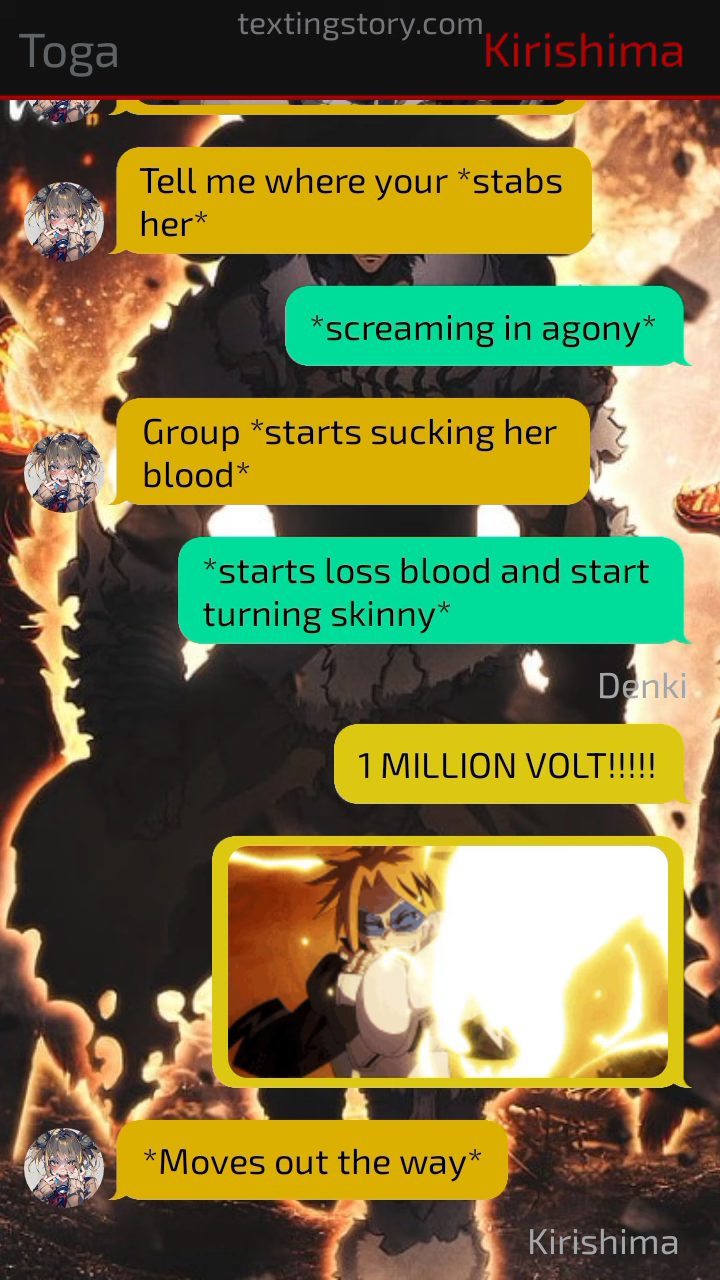 textingstory.com
Toga
Kirishima
Tell me where your *stabs
her*
*screaming in agony*
Group *starts sucking her
blood*
*starts loss blood and start
turning skinny*
Denki
1 MILLION VOLT!!!!!
*Moves out the way*
Kirishima